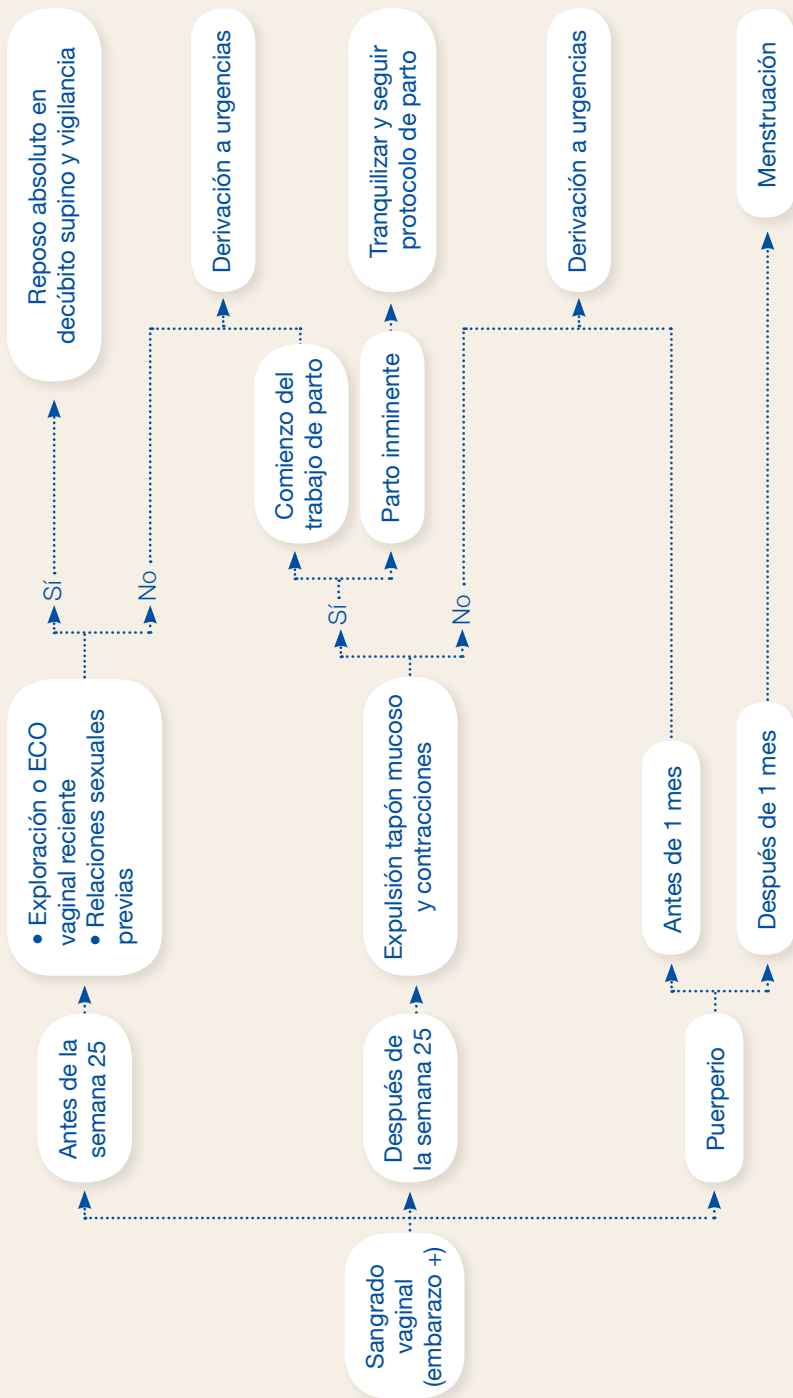 Sangrado
vaginal
(embarazo +)
Antes de la
semana 25
• Exploración o ECO
vaginal reciente
• Relaciones sexuales
previas
Sí
Reposo absoluto en
decúbito supino y vigilancia
No
Derivación a urgencias
Después de
la semana 25
Expulsión tapón mucoso
y contracciones
Sí
Comienzo del
trabajo de parto
Parto inminente
Tranquilizar y seguir
protocolo de parto
No
Derivación a urgencias
Puerperio
Antes de 1 mes
Después de 1 mes
Menstruación